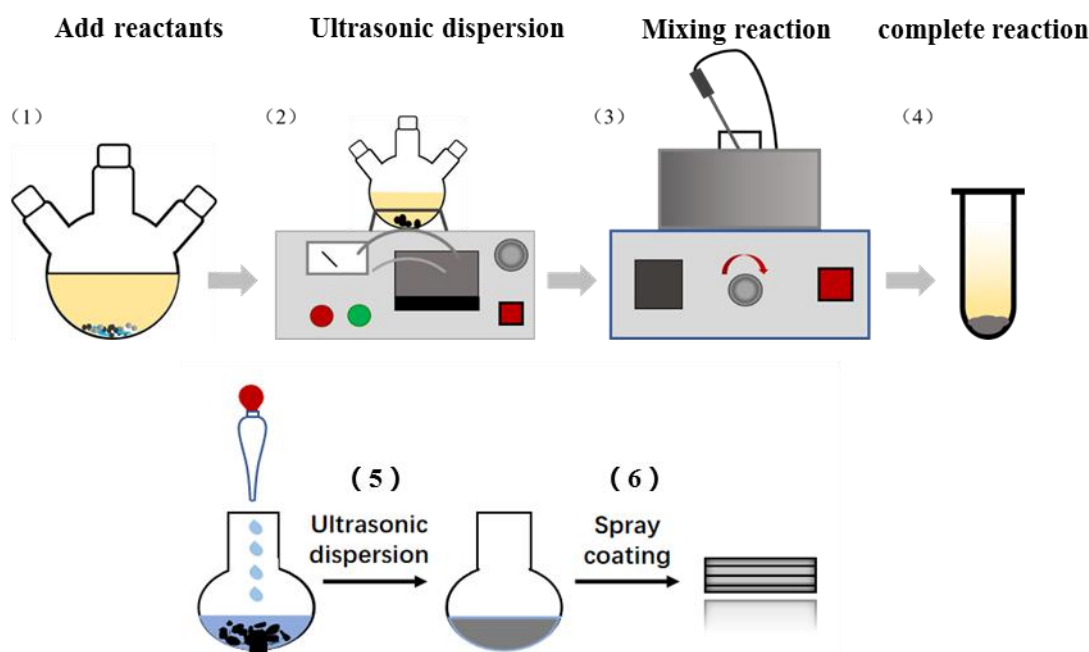 Add reactants
Ultrasonic dispersion
Mixing reaction
complete reaction
（1）
（2）
（3）
（4）
（5）
Ultrasonic
dispersion
（6）
Spray
coating